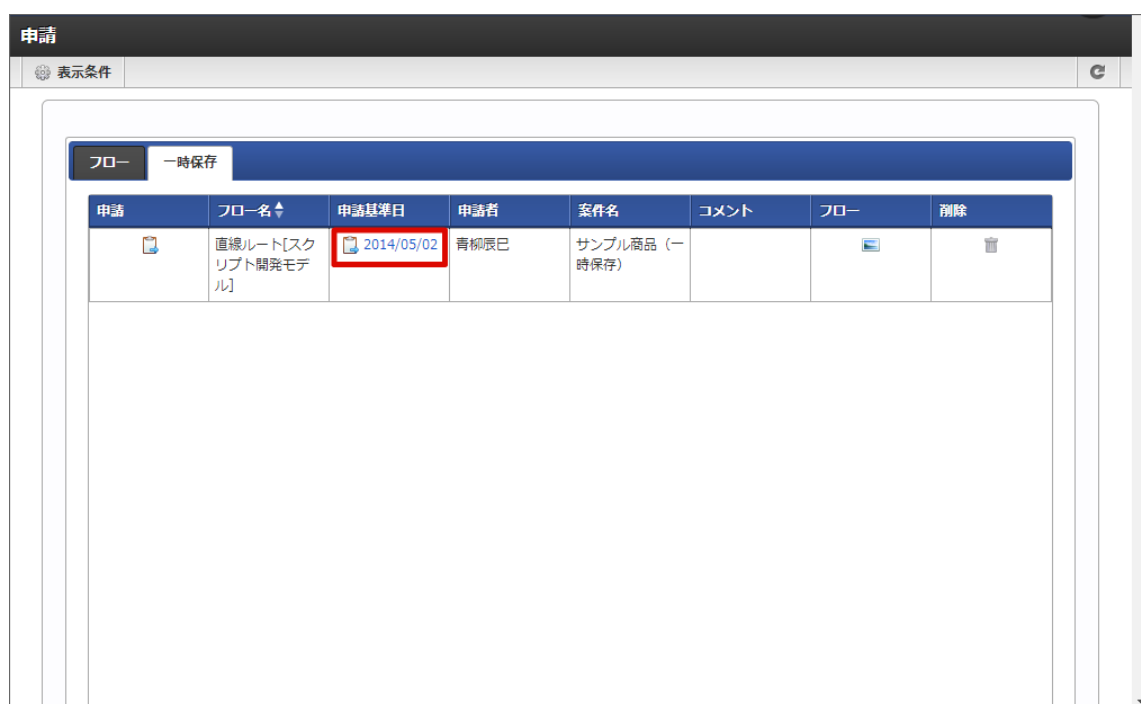 申請
表示条件
フロー 一時保存
申請 フロー名 申請基準日 申請者 案件名 コメント フロー 削除
直線ルート[スク 2014/05/02 青柳辰巳 サンプル商品（一
リプト開発モデ 時保存）
ル]